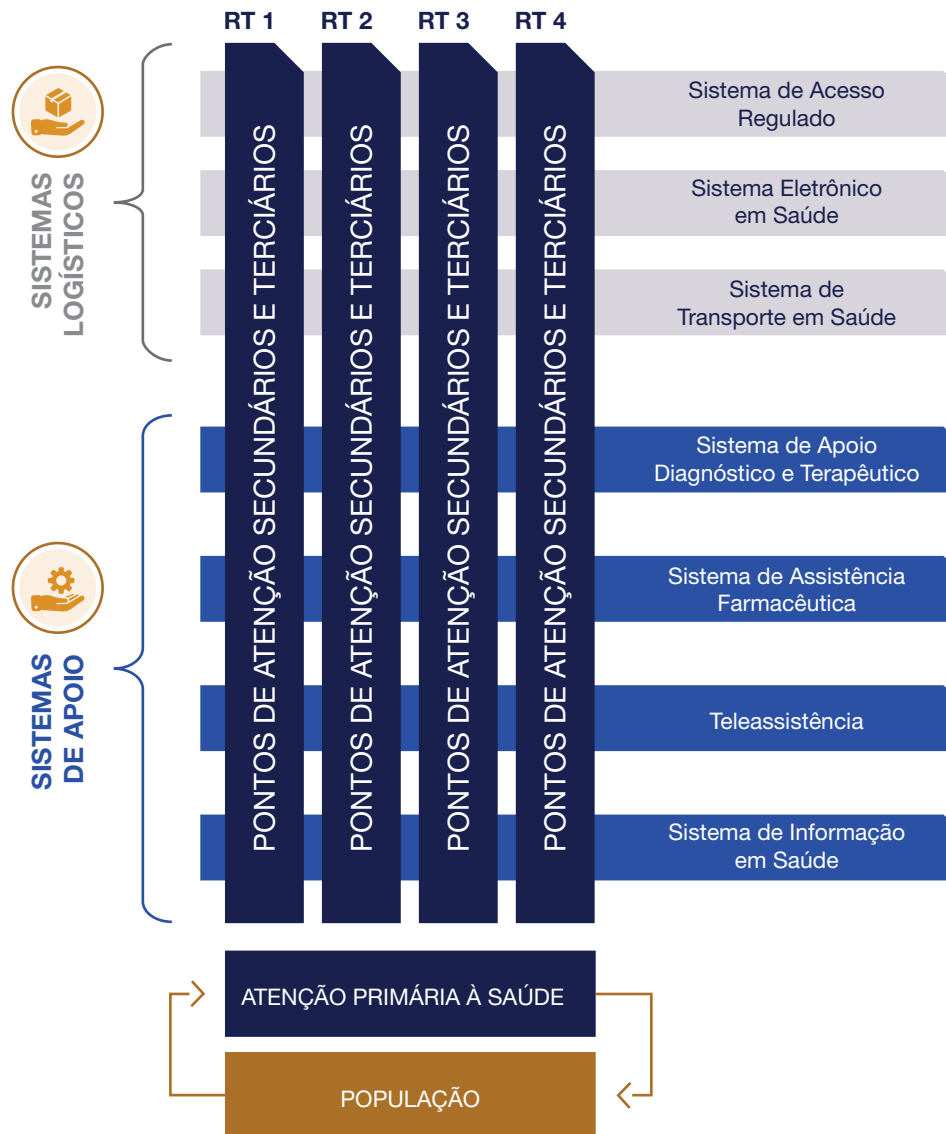 RT 1
RT 2
RT 3
RT 4
SISTEMAS
LOGÍSTICOS
PONTOS DE ATENÇÃO SECUNDÁRIOS E TERCIÁRIOS
PONTOS DE ATENÇÃO SECUNDÁRIOS E TERCIÁRIOS
PONTOS DE ATENÇÃO SECUNDÁRIOS E TERCIÁRIOS
PONTOS DE ATENÇÃO SECUNDÁRIOS E TERCIÁRIOS
Sistema de Acesso
Regulado
Sistema Eletrônico
em Saúde
Sistema de
Transporte em Saúde
SISTEMAS
DE APOIO
Sistema de Apoio
Diagnóstico e Terapêutico
Sistema de Assistência
Farmacêutica
Teleassistência
Sistema de Informação
em Saúde
ATENÇÃO PRIMÁRIA À SAÚDE
POPULAÇÃO